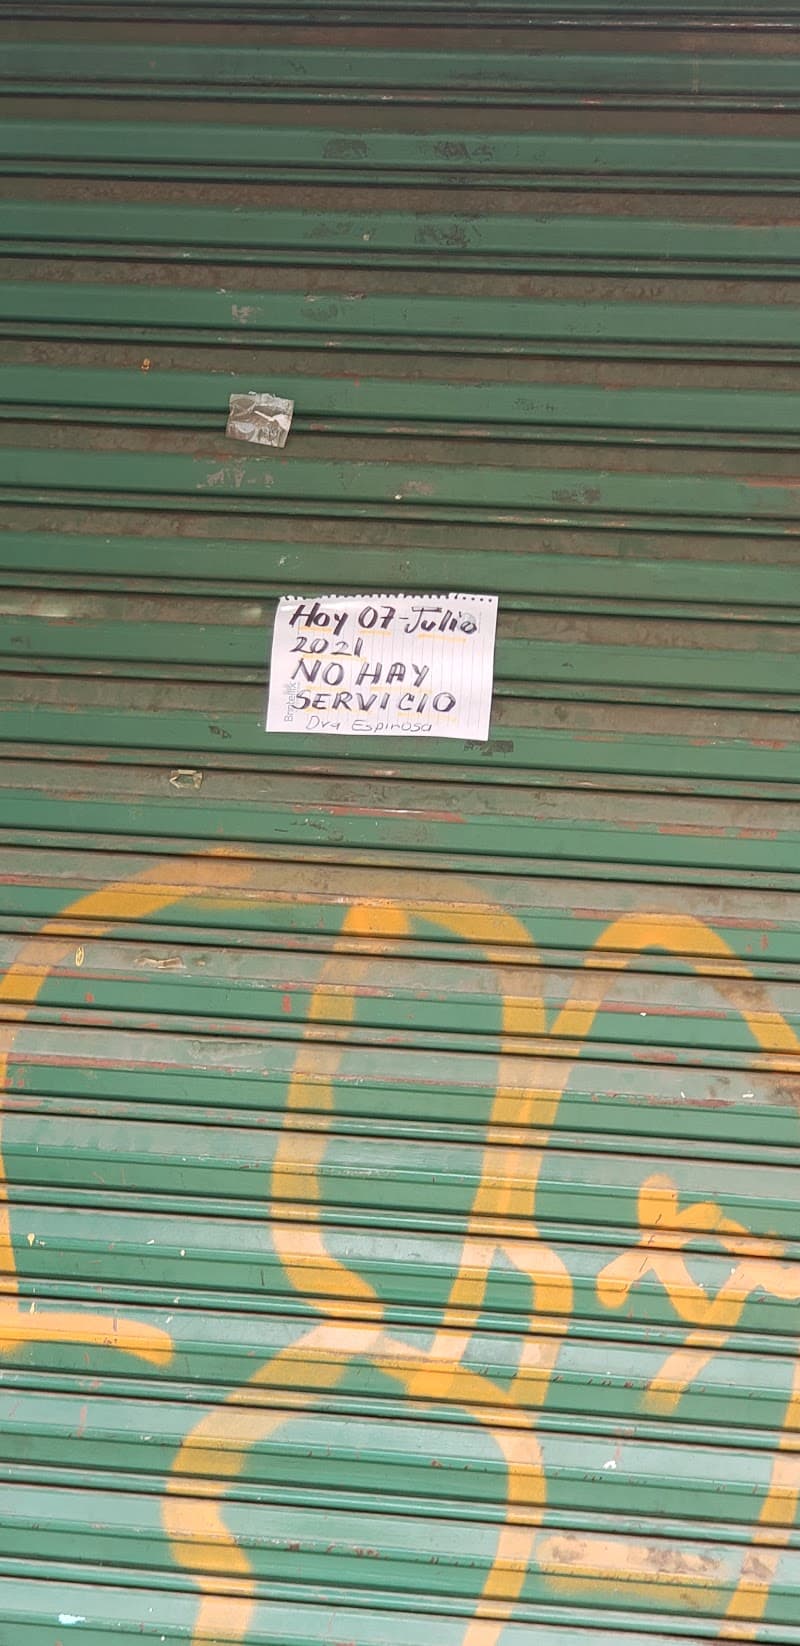 Hoy 07-Julio
2021
NO HAY
SERVICIO
Dra Espinosa